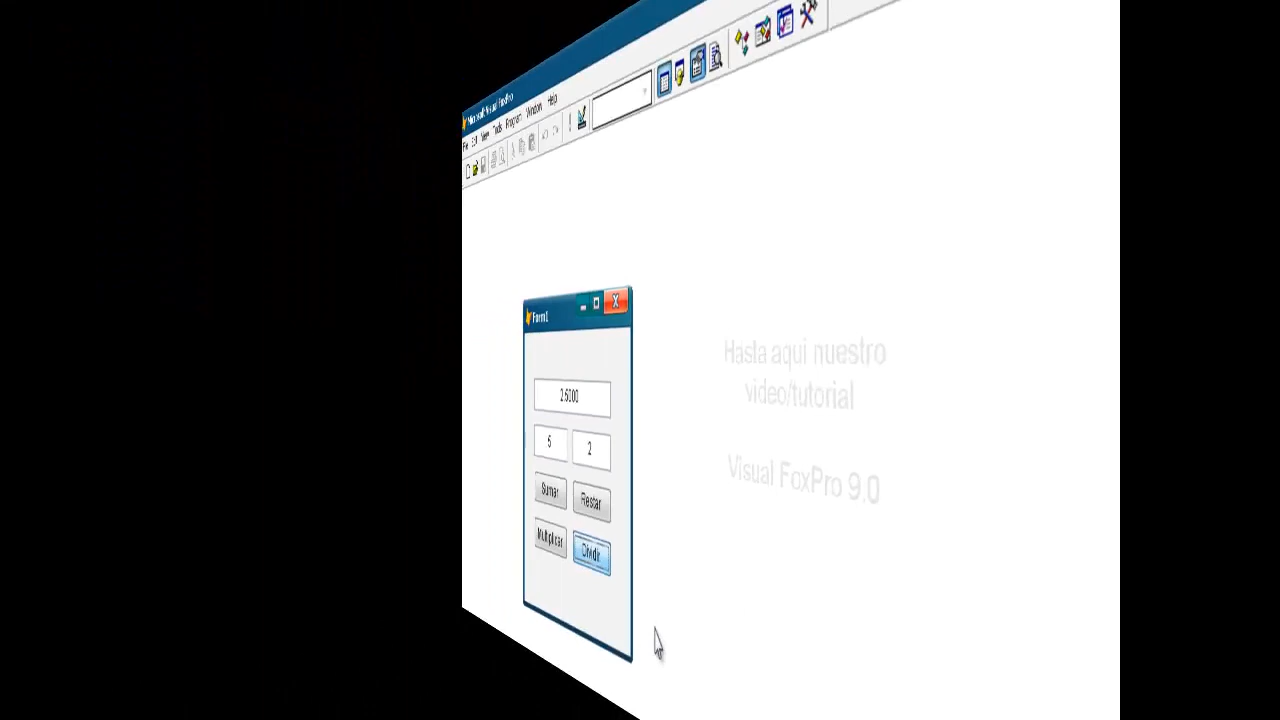 Microsoft Visual FoxPro
File Edit View Tools Program Window Help
Form1
2.5000
5
2
Sumar
Restar
Multiplicar
Dividir
Hasta aqui nuestro
video/tutorial
Visual FoxPro 9.0